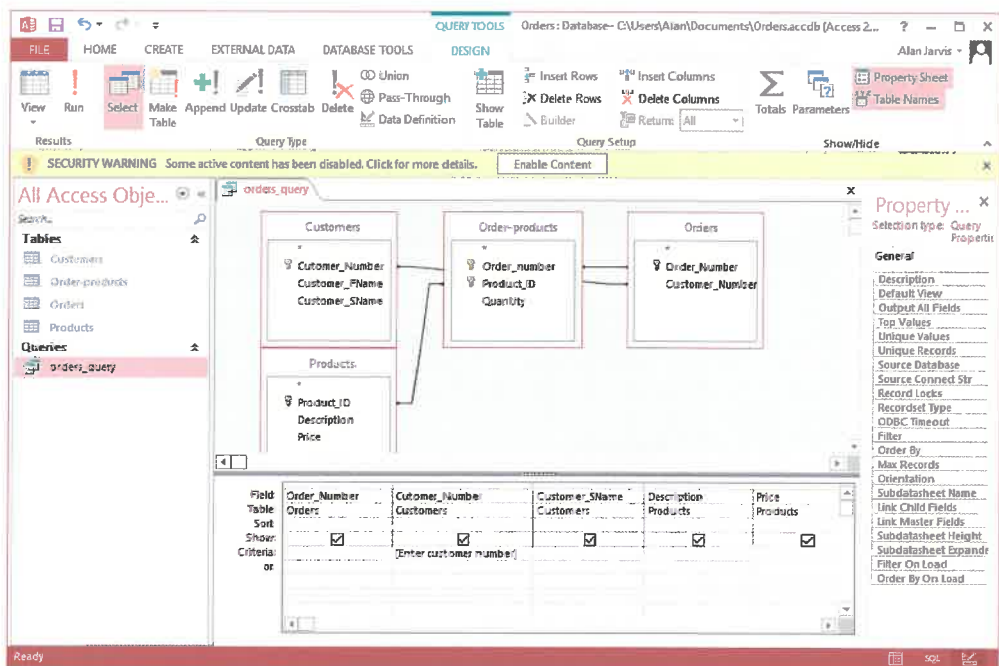 QUERY TOOLS
Orders : Database- C:\Users\Alan\Documents\Orders.accdb (Access 2... ?
FILE HOME CREATE EXTERNAL DATA DATABASE TOOLS DESIGN
Alan Jarvis
View
Run
Select
Make Table
Append
Update
Crosstab
Delete
Union
Pass-Through
Data Definition
Show Table
Insert Rows
Delete Rows
Builder
Insert Columns
Delete Columns
Return: All
Totals
Parameters
Property Sheet
Table Names
Results
Query Type
Query Setup
Show/Hide
! SECURITY WARNING Some active content has been disabled. Click for more details. Enable Content
All Access Obje...
Search..
Tables
Customers
Order-products
Orders
Products
Queries
orders_query
orders_query
Customers
*
Cutomer_Number
Customer_FName
Customer_SName
Order-products
*
Order_number
Product_ID
Quantity
Orders
*
Order_Number
Customer_Number
Products
*
Product_ID
Description
Price
Field: Order_Number Cutomer_Number Customer_SName Description Price
Table: Orders Customers Customers Products Products
Sort:
Show:
Criteria: [Enter customer number]
or:
Property ...
Selection type: Query
Properti
General
Description
Default View
Output All Fields
Top Values
Unique Values
Unique Records
Source Database
Source Connect Str
Record Locks
Recordset Type
ODBC Timeout
Filter
Order By
Max Records
Orientation
Subdatasheet Name
Link Child Fields
Link Master Fields
Subdatasheet Height
Subdatasheet Expande
Filter On Load
Order By On Load
Ready
SQL